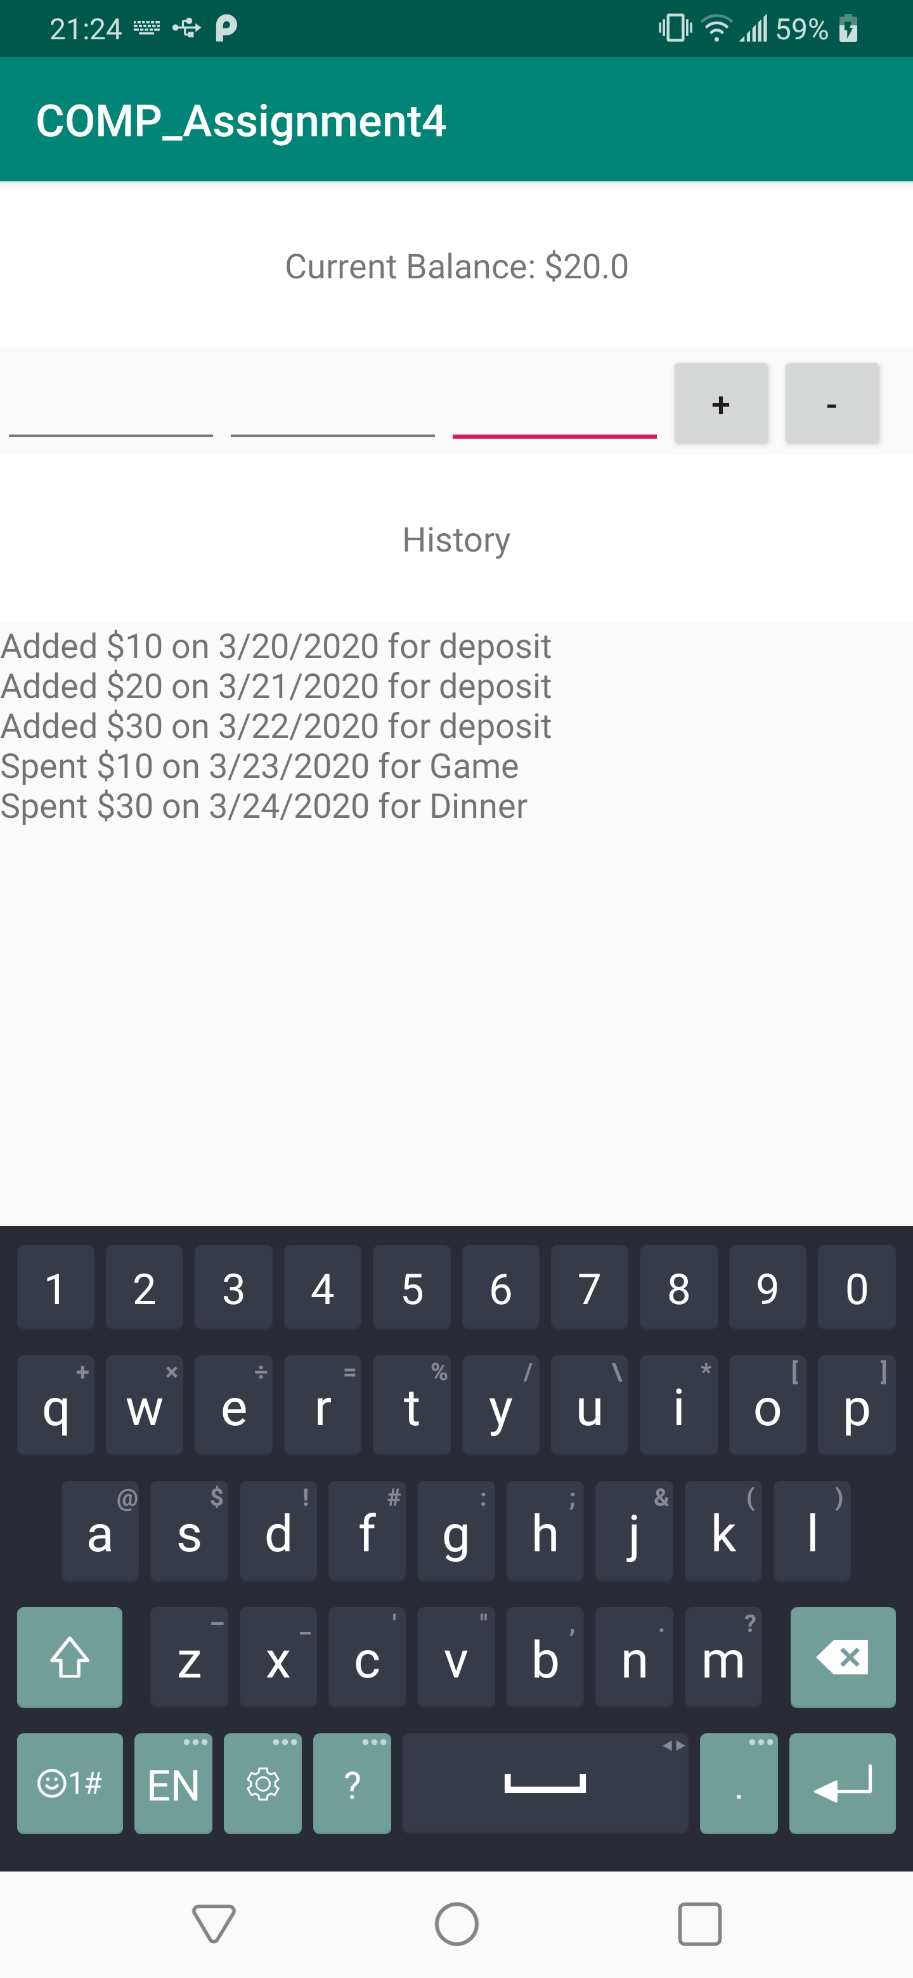 21:24 59%
COMP_Assignment4
Current Balance: $20.0
+ -
History
Added $10 on 3/20/2020 for deposit
Added $20 on 3/21/2020 for deposit
Added $30 on 3/22/2020 for deposit
Spent $10 on 3/23/2020 for Game
Spent $30 on 3/24/2020 for Dinner
1 2 3 4 5 6 7 8 9 0
+ × ÷ = % / \ * [ ]
q w e r t y u i o p
@ $ ! # : ; & ( )
a s d f g h j k l
– _ ' " , . ?
z x c v b n m
1# EN ? .